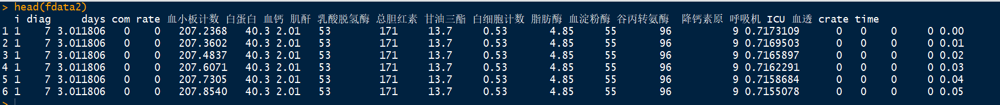 > head(fdata2)
i diag days com rate 血小板计数 白蛋白 血钙 肌酐 乳酸脱氢酶 总胆红素 甘油三酯 白细胞计数 脂肪酶 血淀粉酶 谷丙转氨酶 降钙素原 呼吸机 ICU 血透 crate time
1 1 7 3.011806 0 0 207.2368 40.3 2.01 53 171 13.7 0.53 4.85 55 96 9 0.7173109 0 0 0 0 0.00
2 1 7 3.011806 0 0 207.3602 40.3 2.01 53 171 13.7 0.53 4.85 55 96 9 0.7169503 0 0 0 0 0.01
3 1 7 3.011806 0 0 207.4837 40.3 2.01 53 171 13.7 0.53 4.85 55 96 9 0.7165897 0 0 0 0 0.02
4 1 7 3.011806 0 0 207.6071 40.3 2.01 53 171 13.7 0.53 4.85 55 96 9 0.7162291 0 0 0 0 0.03
5 1 7 3.011806 0 0 207.7305 40.3 2.01 53 171 13.7 0.53 4.85 55 96 9 0.7158684 0 0 0 0 0.04
6 1 7 3.011806 0 0 207.8540 40.3 2.01 53 171 13.7 0.53 4.85 55 96 9 0.7155078 0 0 0 0 0.05
>